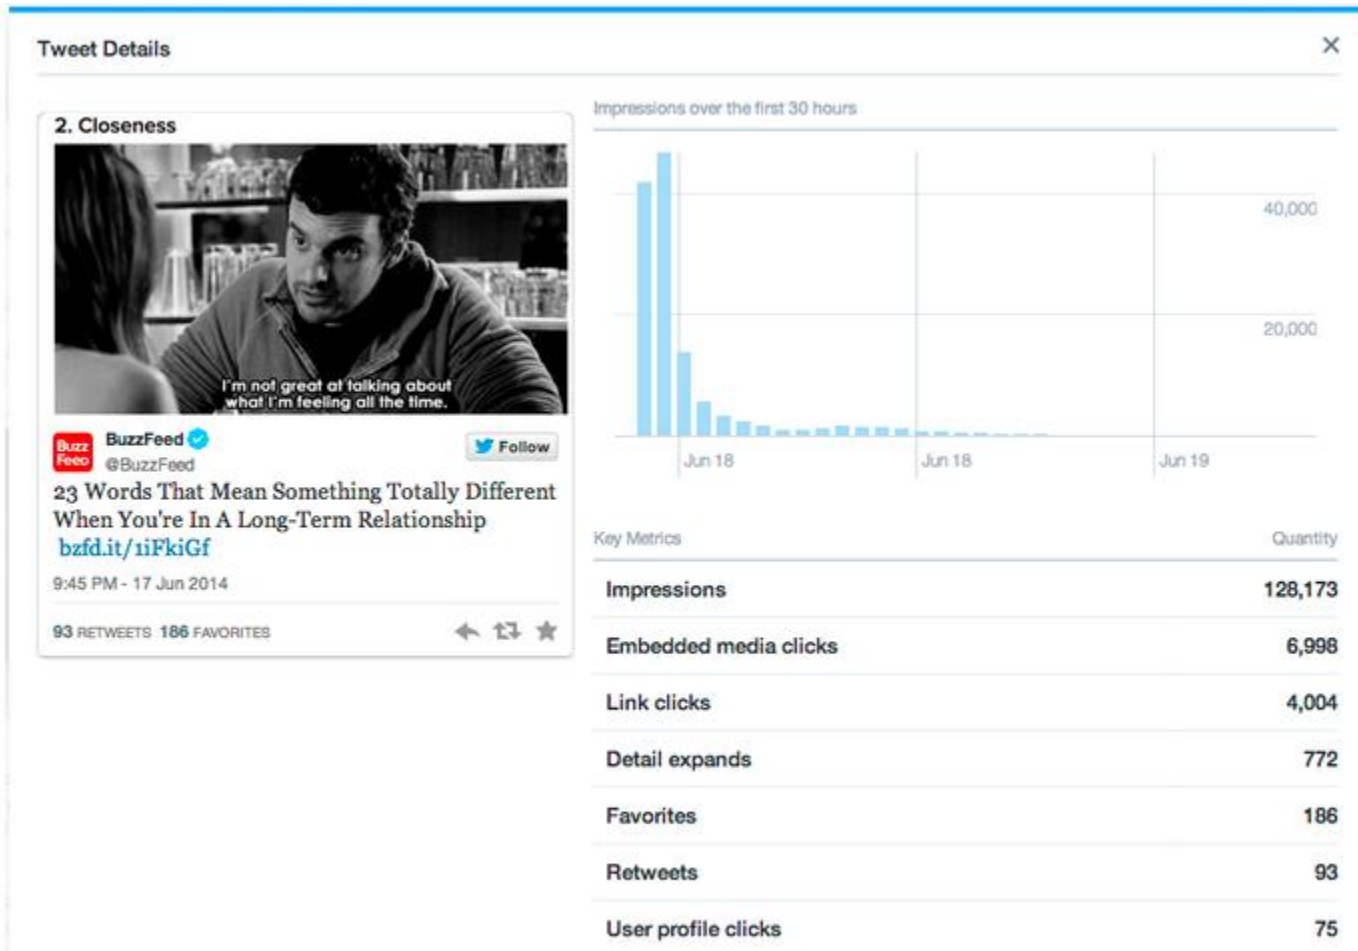 Tweet Details
×
2. Closeness
I'm not great at talking about
what I'm feeling all the time.
Buzz
Feed
BuzzFeed
@BuzzFeed
Follow
23 Words That Mean Something Totally Different
When You're In A Long-Term Relationship
bzfd.it/1iFkiGf
9:45 PM - 17 Jun 2014
93 RETWEETS 186 FAVORITES
Impressions over the first 30 hours
40,000
20,000
Jun 18 Jun 18 Jun 19
Key Metrics Quantity
Impressions 128,173
Embedded media clicks 6,998
Link clicks 4,004
Detail expands 772
Favorites 186
Retweets 93
User profile clicks 75